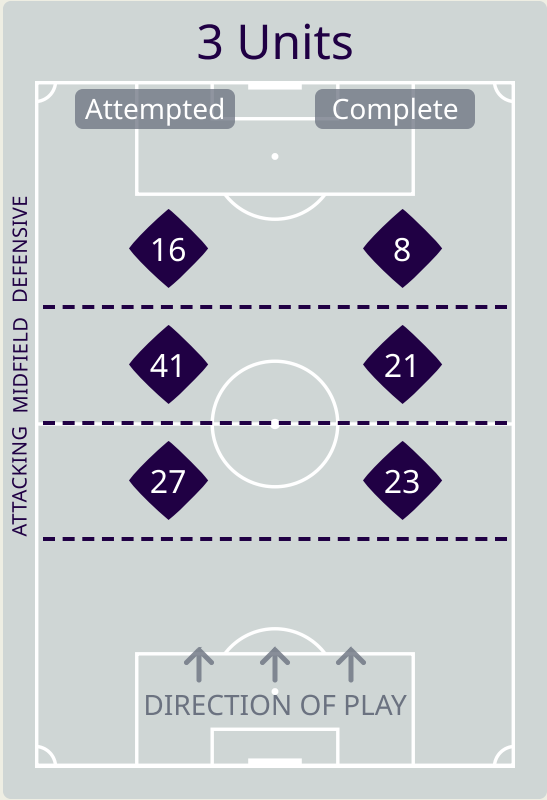 3 Units
Attempted Complete
DEFENSIVE
16 8
MIDFIELD
41 21
ATTACKING
27 23
DIRECTION OF PLAY